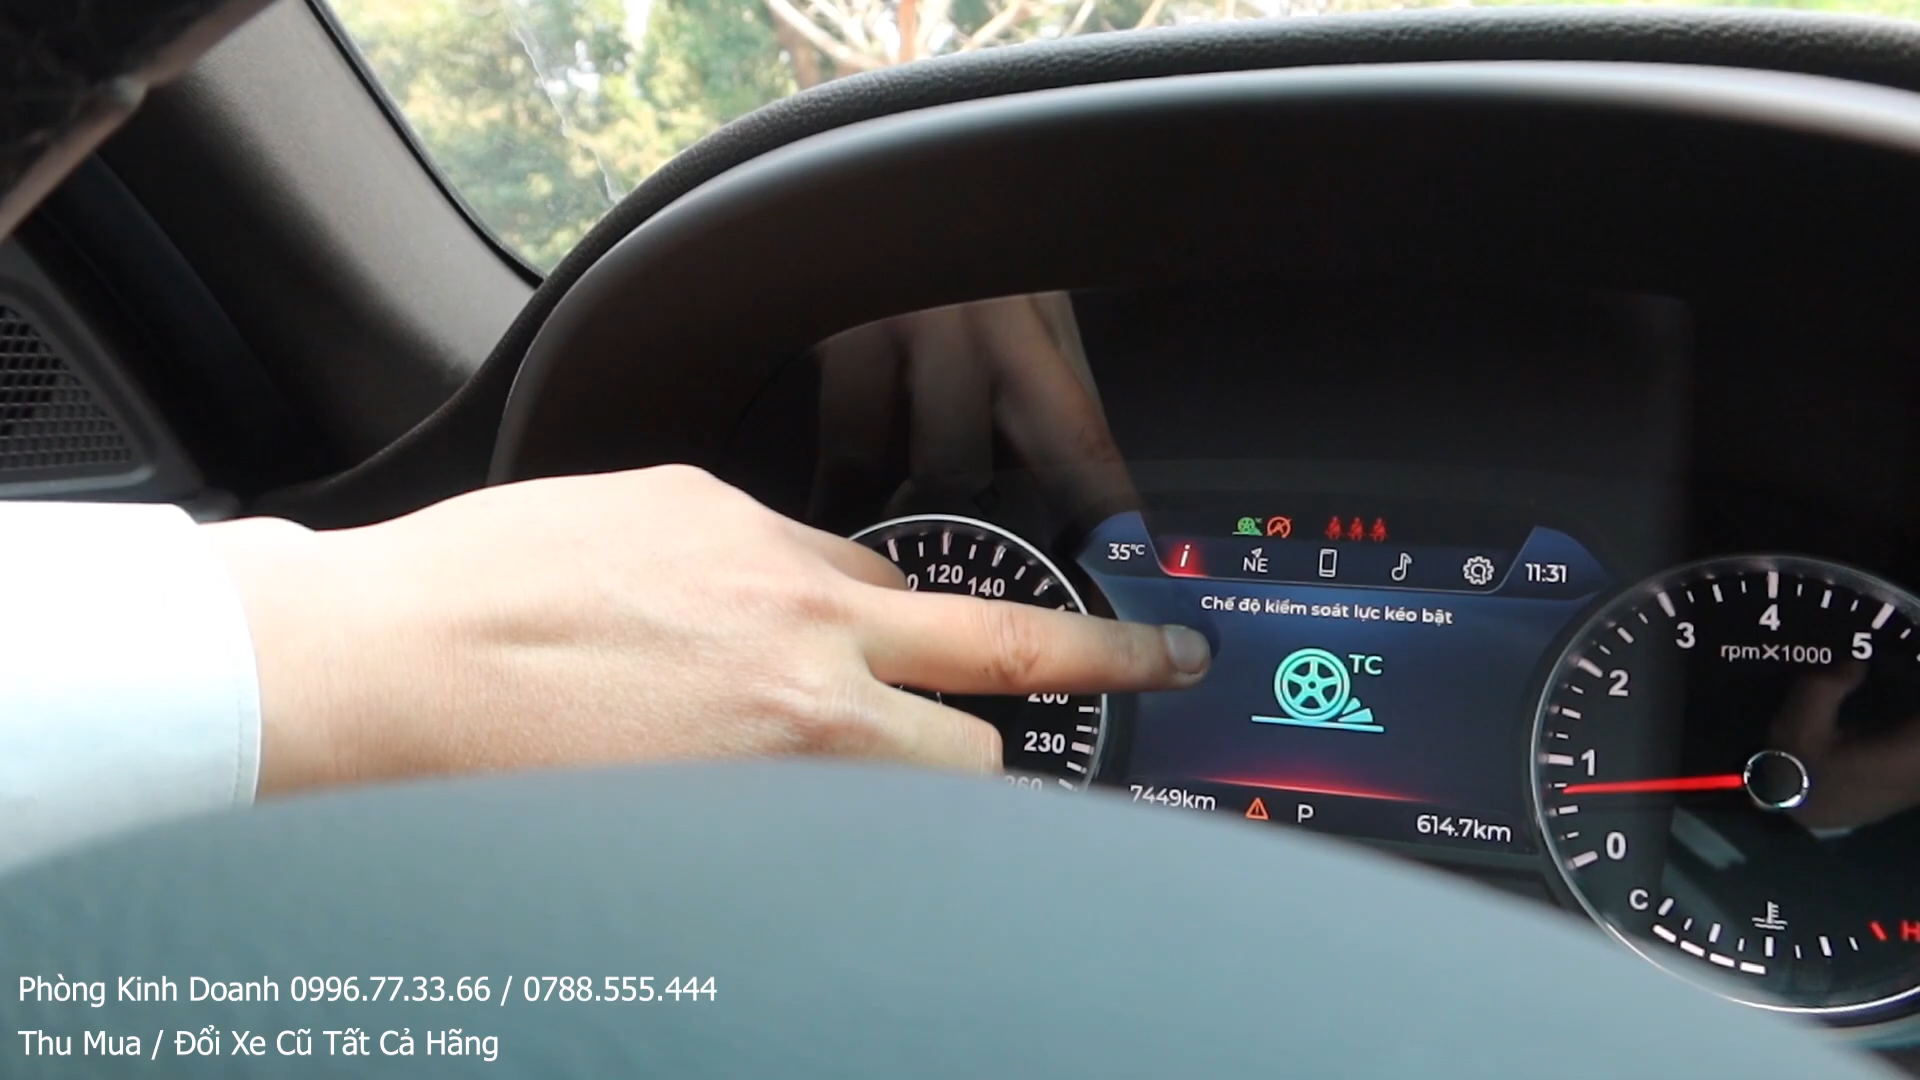 120
140
200
230
260
35°C
i
NE
11:31
Chế độ kiểm soát lực kéo bật
TC
7449km
P
614.7km
0
1
2
3
4
5
rpm×1000
C
H
Phòng Kinh Doanh 0996.77.33.66 / 0788.555.444
Thu Mua / Đổi Xe Cũ Tất Cả Hãng